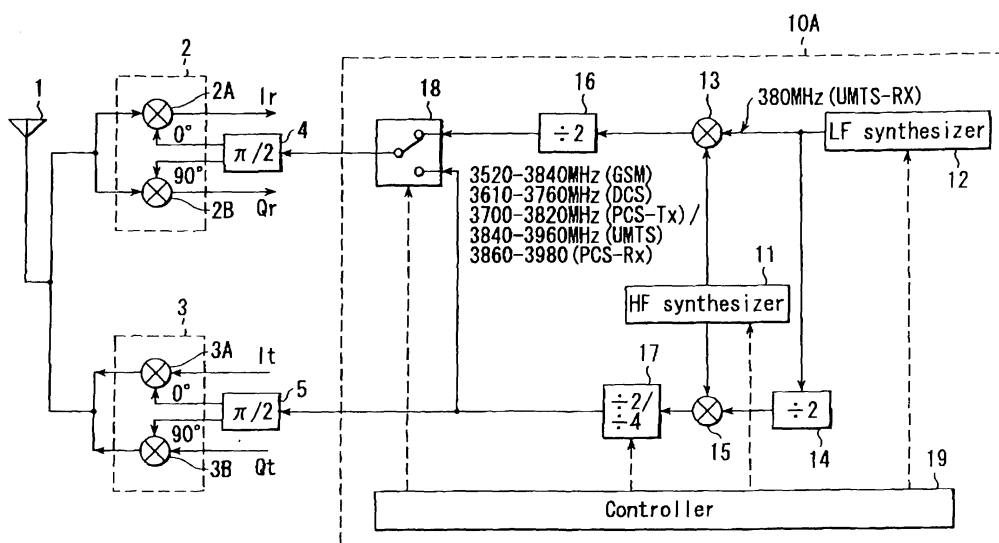 10A
1
2
2A
Ir
0°
π/2
4
90°
2B
Qr
18
16
÷2
13
380MHz (UMTS-RX)
LF synthesizer
12
3520-3840MHz (GSM)
3610-3760MHz (DCS)
3700-3820MHz (PCS-Tx) /
3840-3960MHz (UMTS)
3860-3980 (PCS-Rx)
11
HF synthesizer
3
3A
It
0°
π/2
5
90°
3B
Qt
17
÷2/
÷4
15
÷2
14
19
Controller